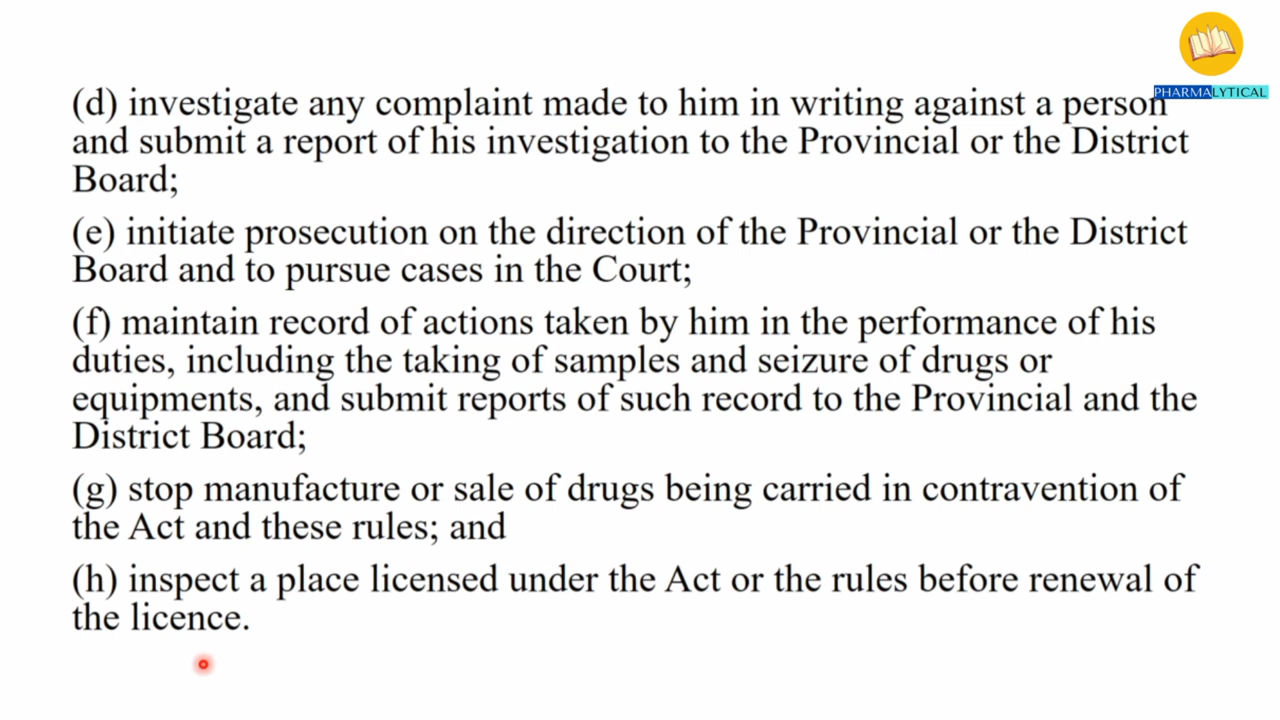 PHARMALYTICAL
(d) investigate any complaint made to him in writing against a person
and submit a report of his investigation to the Provincial or the District
Board;
(e) initiate prosecution on the direction of the Provincial or the District
Board and to pursue cases in the Court;
(f) maintain record of actions taken by him in the performance of his
duties, including the taking of samples and seizure of drugs or
equipments, and submit reports of such record to the Provincial and the
District Board;
(g) stop manufacture or sale of drugs being carried in contravention of
the Act and these rules; and
(h) inspect a place licensed under the Act or the rules before renewal of
the licence.